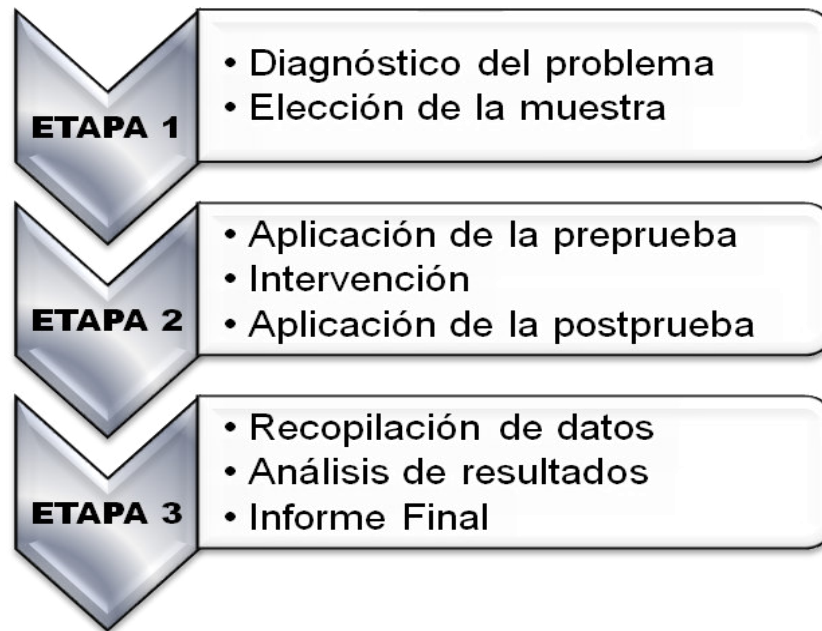 ETAPA 1
• Diagnóstico del problema
• Elección de la muestra
ETAPA 2
• Aplicación de la preprueba
• Intervención
• Aplicación de la postprueba
ETAPA 3
• Recopilación de datos
• Análisis de resultados
• Informe Final